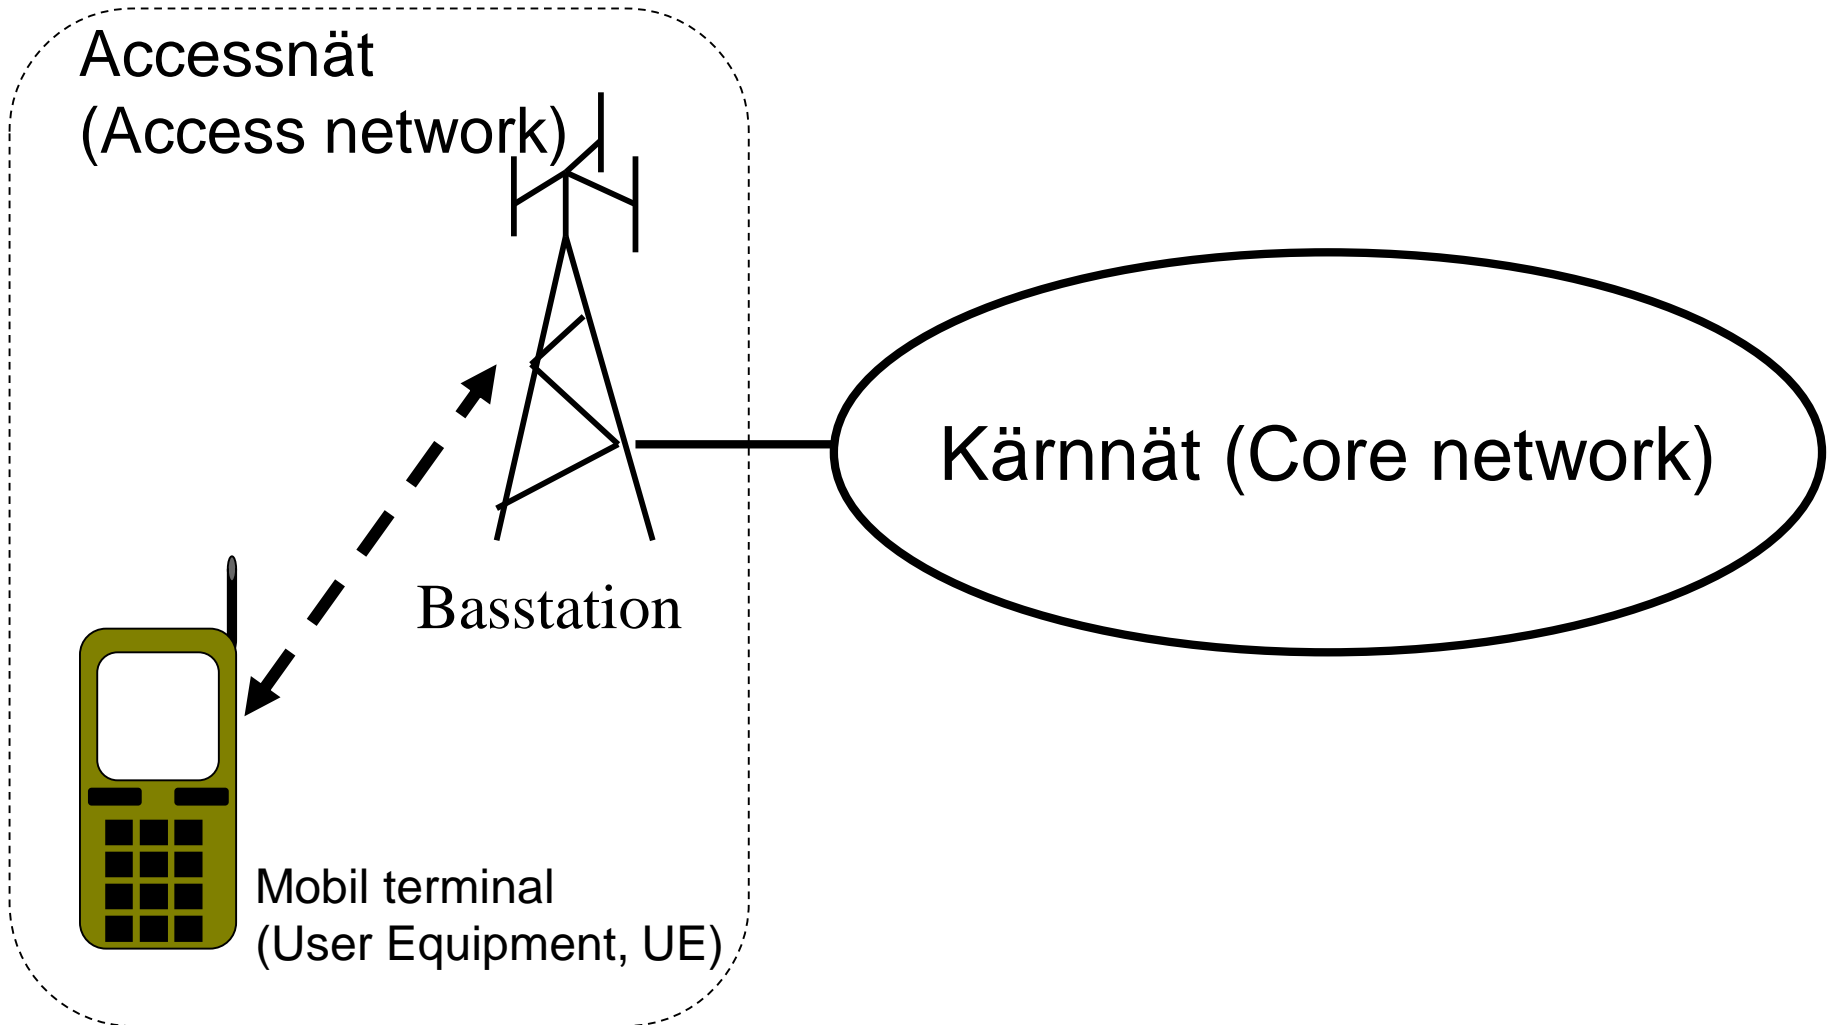 Accessnät
(Access network)
Kärnnät (Core network)
Basstation
Mobil terminal
(User Equipment, UE)